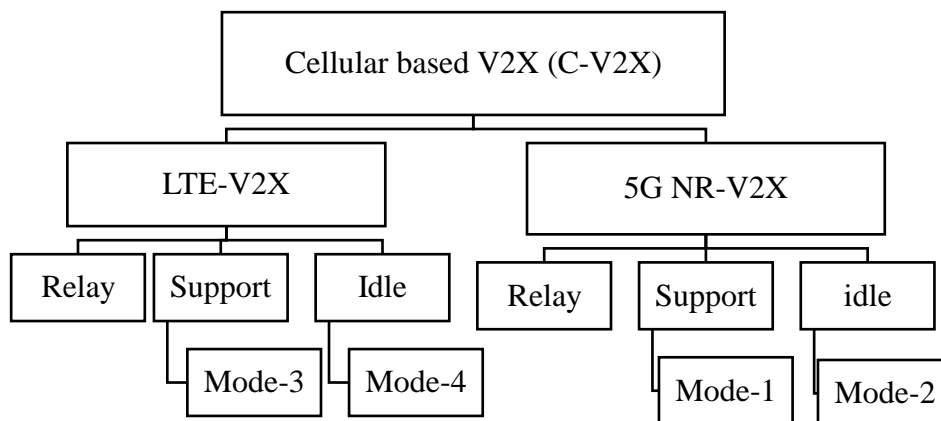 Cellular based V2X (C-V2X)
LTE-V2X
5G NR-V2X
Relay
Support
Idle
Relay
Support
idle
Mode-3
Mode-4
Mode-1
Mode-2